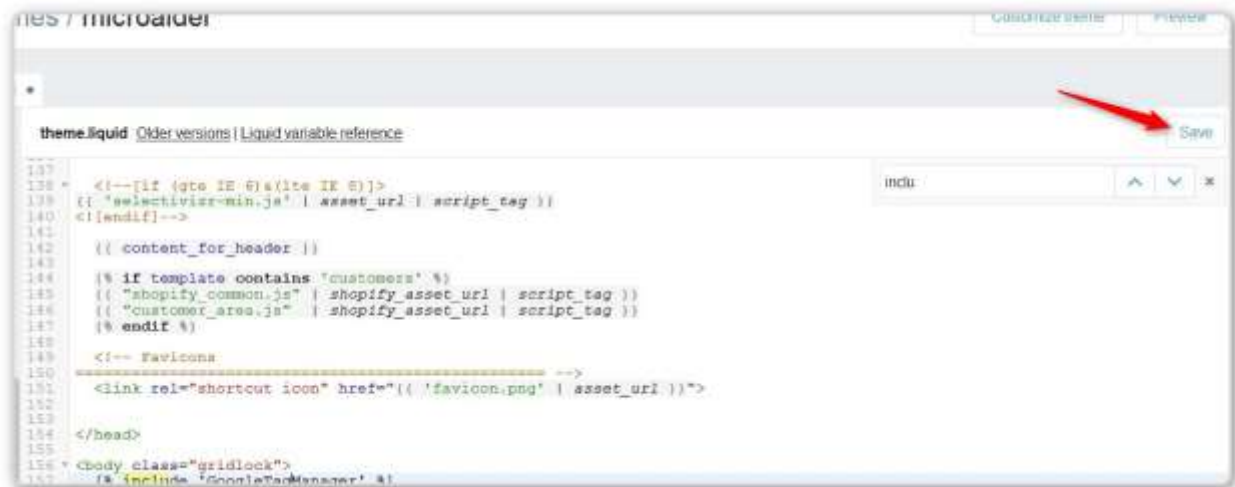 nes / microalder
Customize theme Preview
theme.liquid Older versions | Liquid variable reference
Save
137
138 <!--[if (gte IE 6)&(lte IE 8)]>
inclu
139 {{ 'selectivizr-min.js' | asset_url | script_tag }}
140 <![endif]-->
141
142 {{ content_for_header }}
143
144 {% if template contains 'customers' %}
145 {{ "shopify_common.js" | shopify_asset_url | script_tag }}
146 {{ "customer_area.js" | shopify_asset_url | script_tag }}
147 {% endif %}
148
149 <!-- Favicons
150 ================================================== -->
151 <link rel="shortcut icon" href="{{ 'favicon.png' | asset_url }}">
152
153
154 </head>
155
156 <body class="gridlock">
157 {% include 'GoogleTagManager' %}